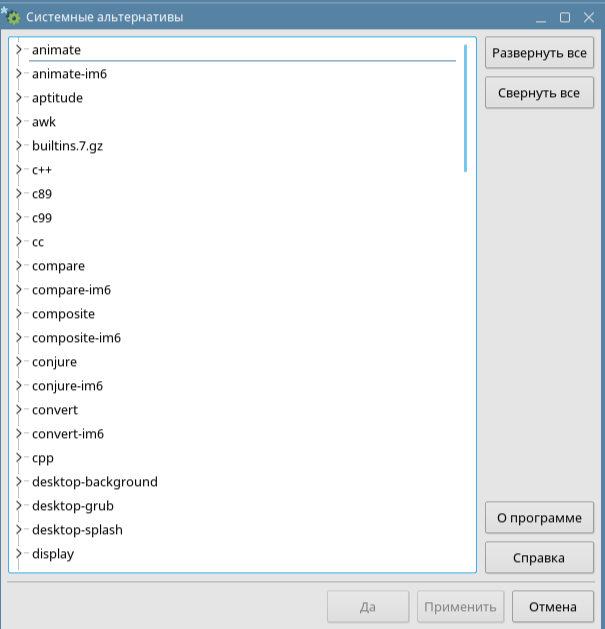 Системные альтернативы
animate
animate-im6
aptitude
awk
builtins.7.gz
c++
c89
c99
cc
compare
compare-im6
composite
composite-im6
conjure
conjure-im6
convert
convert-im6
cpp
desktop-background
desktop-grub
desktop-splash
display
Развернуть все
Свернуть все
О программе
Справка
Да
Применить
Отмена